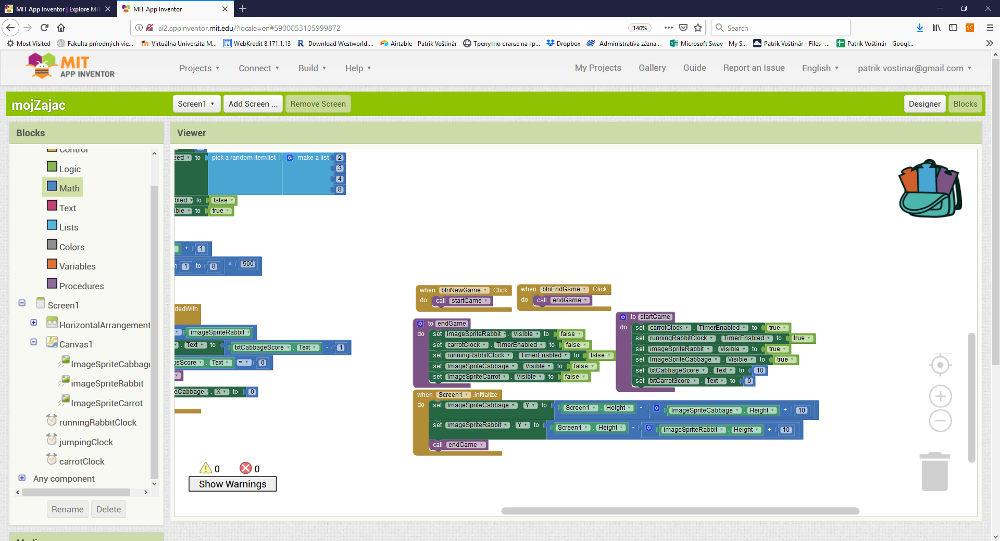 MIT App Inventor | Explore MIT
MIT App Inventor
ai2.appinventor.mit.edu/?locale=en#5900053105999872
140%
Search
Most Visited
Fakulta prírodných vie...
Virtuálna Univerzita M...
WebKredit 8.171.1.13
Download Westworld....
Airtable - Patrik Voštinár
Тренутно стање на гр...
Dropbox
Administratíva zázna...
Microsoft Sway - My S...
Patrik Voštinár - Files -...
Patrik Voštinár - Googl...
MIT
APP INVENTOR
Projects
Connect
Build
Help
My Projects
Gallery
Guide
Report an Issue
English
patrik.vostinar@gmail.com
mojZajac
Screen1
Add Screen ...
Remove Screen
Designer
Blocks
Blocks
Control
Logic
Math
Text
Lists
Colors
Variables
Procedures
Screen1
HorizontalArrangement
Canvas1
ImageSpriteCabbage
imageSpriteRabbit
ImageSpriteCarrot
runningRabbitClock
jumpingClock
carrotClock
Any component
Rename
Delete
Viewer
eed to pick a random item list make a list 2
3
4
8
bled to false
ible to true
+ 1
1 to 8 × 500
dedWith
imageSpriteRabbit
. Text to txtCabbageScore . Text - 1
geScore . Text = 0
eCabbage . X to 0
0
0
Show Warnings
when btnNewGame .Click
do call startGame
when btnEndGame .Click
do call endGame
to endGame
do set imageSpriteRabbit . Visible to false
set carrotClock . TimerEnabled to false
set runningRabbitClock . TimerEnabled to false
set ImageSpriteCabbage . Visible to false
set ImageSpriteCarrot . Visible to false
to startGame
do set carrotClock . TimerEnabled to true
set runningRabbitClock . TimerEnabled to true
set imageSpriteRabbit . Visible to true
set ImageSpriteCabbage . Visible to true
set txtCabbageScore . Text to 10
set txtCarrotScore . Text to 0
when Screen1 .Initialize
do set ImageSpriteCabbage . Y to Screen1 . Height - ImageSpriteCabbage . Height + 10
set imageSpriteRabbit . Y to Screen1 . Height - imageSpriteRabbit . Height + 10
call endGame